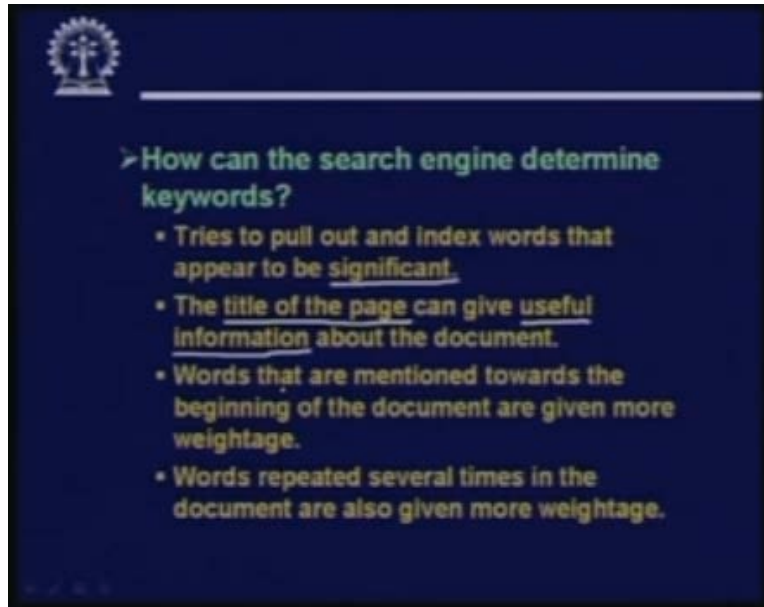 ➢How can the search engine determine
keywords?
▪ Tries to pull out and index words that
appear to be significant.
▪ The title of the page can give useful
information about the document.
▪ Words that are mentioned towards the
beginning of the document are given more
weightage.
▪ Words repeated several times in the
document are also given more weightage.